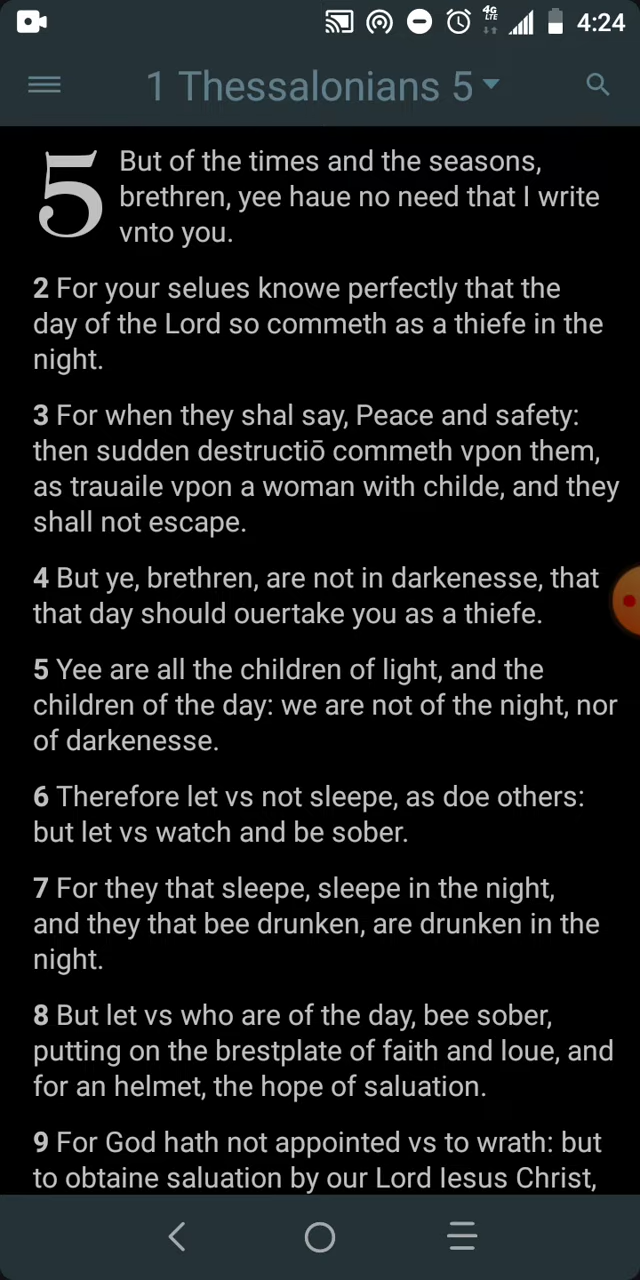 4G
LTE
4:24
1 Thessalonians 5
5 But of the times and the seasons,
brethren, yee haue no need that I write
vnto you.
2 For your selues knowe perfectly that the
day of the Lord so commeth as a thiefe in the
night.
3 For when they shal say, Peace and safety:
then sudden destructiō commeth vpon them,
as trauaile vpon a woman with childe, and they
shall not escape.
4 But ye, brethren, are not in darkenesse, that
that day should ouertake you as a thiefe.
5 Yee are all the children of light, and the
children of the day: we are not of the night, nor
of darkenesse.
6 Therefore let vs not sleepe, as doe others:
but let vs watch and be sober.
7 For they that sleepe, sleepe in the night,
and they that bee drunken, are drunken in the
night.
8 But let vs who are of the day, bee sober,
putting on the brestplate of faith and loue, and
for an helmet, the hope of saluation.
9 For God hath not appointed vs to wrath: but
to obtaine saluation by our Lord Iesus Christ,